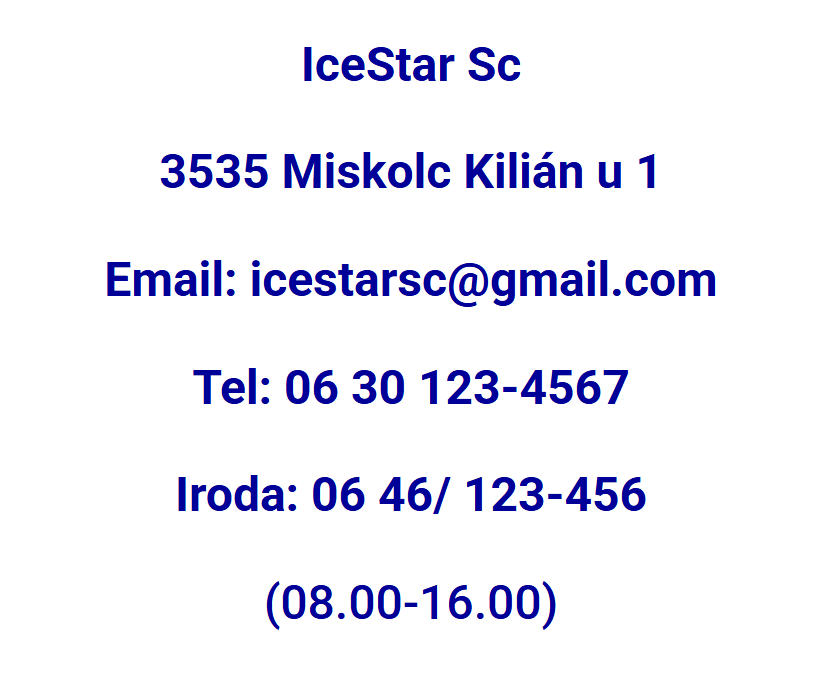 IceStar Sc
3535 Miskolc Kilián u 1
Email: icestarsc@gmail.com
Tel: 06 30 123-4567
Iroda: 06 46/ 123-456
(08.00-16.00)